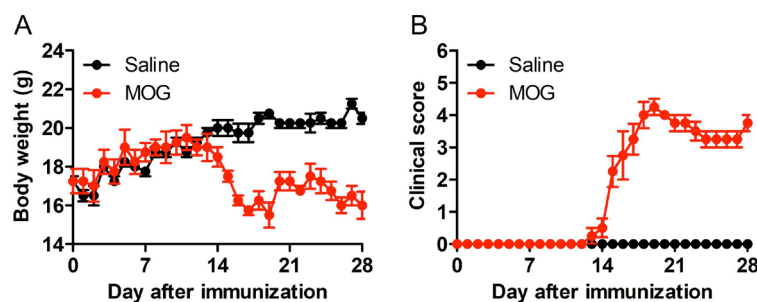 A
Saline
MOG
Body weight (g)
24
22
20
18
16
14
0 7 14 21 28
Day after immunization
B
Saline
MOG
Clinical score
6
5
4
3
2
1
0
0 7 14 21 28
Day after immunization